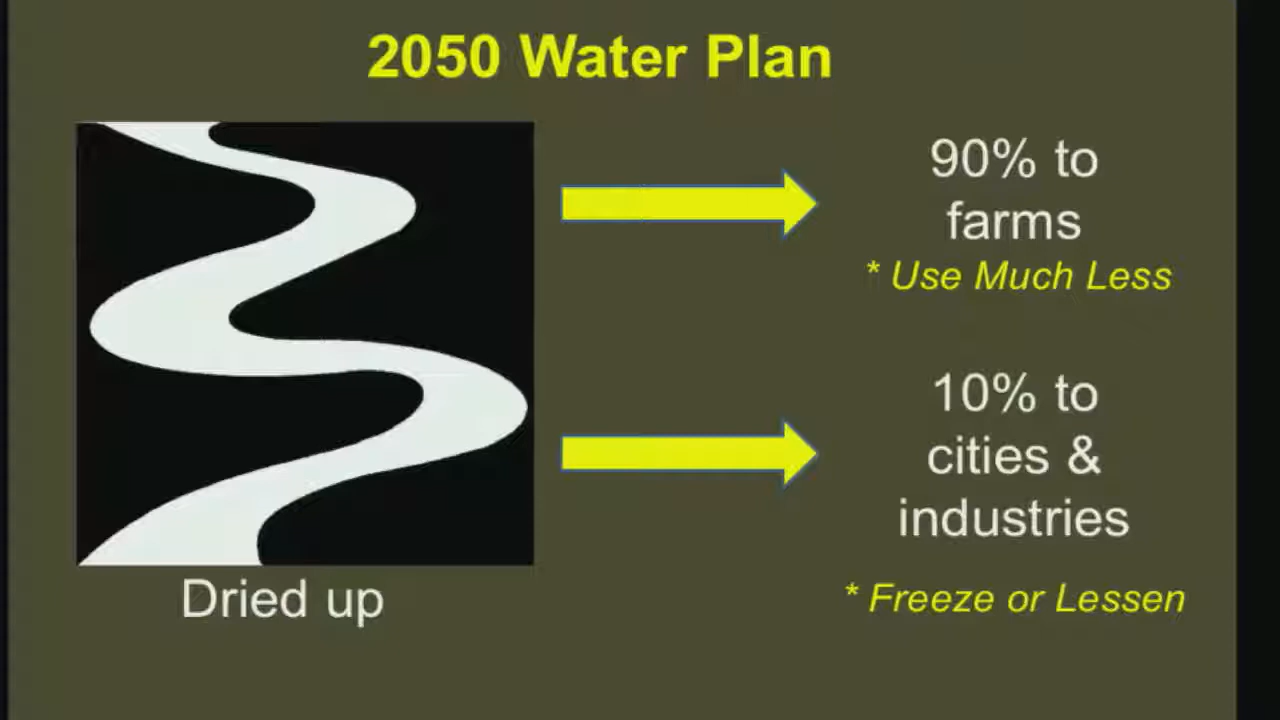 2050 Water Plan
90% to
farms
* Use Much Less
10% to
cities &
industries
* Freeze or Lessen
Dried up